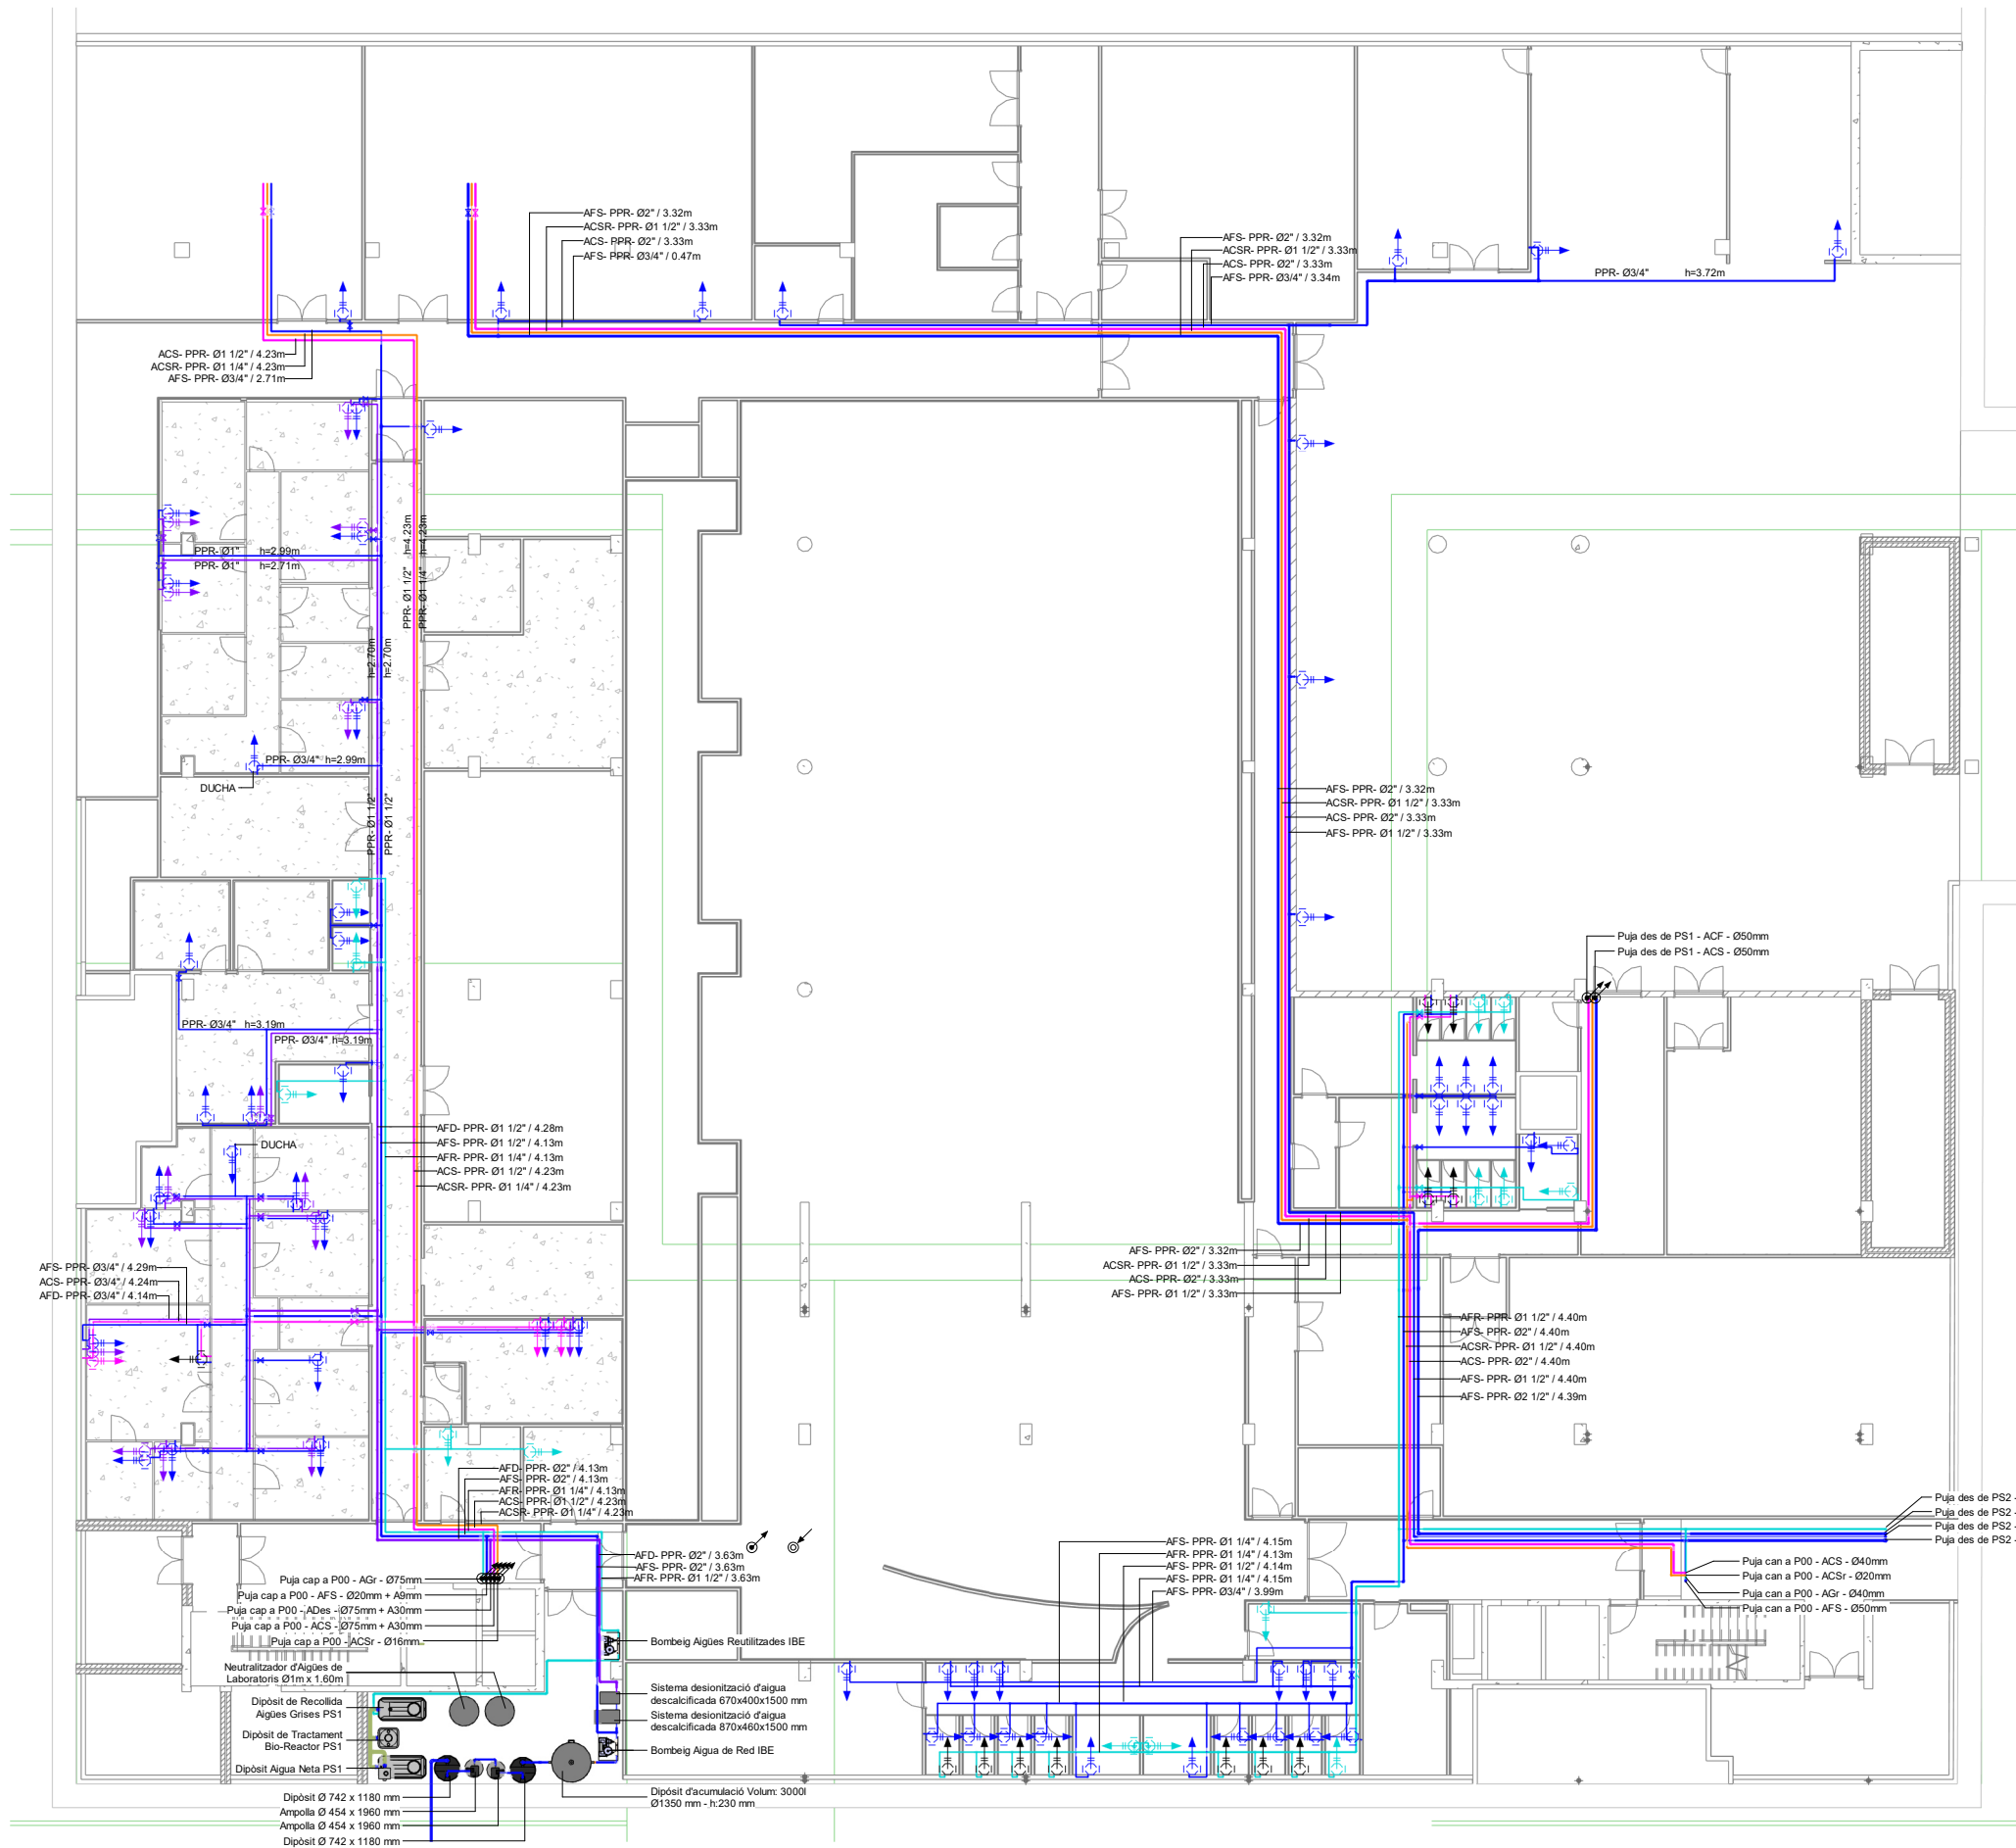 AFS- PPR- Ø2" / 3.32m
ACSR- PPR- Ø1 1/2" / 3.33m
ACS- PPR- Ø2" / 3.33m
AFS- PPR- Ø3/4" / 0.47m
AFS- PPR- Ø2" / 3.32m
ACSR- PPR- Ø1 1/2" / 3.33m
ACS- PPR- Ø2" / 3.33m
AFS- PPR- Ø3/4" / 3.34m
PPR- Ø3/4" h=3.72m
ACS- PPR- Ø1 1/2" / 4.23m
ACSR- PPR- Ø1 1/4" / 4.23m
AFS- PPR- Ø3/4" / 2.71m
PPR- Ø1" h=2.99m
PPR- Ø1" h=2.71m
PPR- Ø1 1/2" h=4.23m
PPR- Ø1 1/4" h=4.23m
PPR- Ø1 1/2" h=2.70m
PPR- Ø1 1/2" h=2.70m
PPR- Ø3/4" h=2.99m
DUCHA
AFS- PPR- Ø2" / 3.32m
ACSR- PPR- Ø1 1/2" / 3.33m
ACS- PPR- Ø2" / 3.33m
AFS- PPR- Ø1 1/2" / 3.33m
Puja des de PS1 - ACF - Ø50mm
Puja des de PS1 - ACS - Ø50mm
PPR- Ø3/4" h=3.19m
PPR- Ø3/4" h=3.19m
DUCHA
AFD- PPR- Ø1 1/2" / 4.28m
AFS- PPR- Ø1 1/2" / 4.13m
AFR- PPR- Ø1 1/4" / 4.13m
ACS- PPR- Ø1 1/2" / 4.23m
ACSR- PPR- Ø1 1/4" / 4.23m
AFS- PPR- Ø3/4" / 4.29m
ACS- PPR- Ø3/4" / 4.24m
AFD- PPR- Ø3/4" / 4.14m
AFS- PPR- Ø2" / 3.32m
ACSR- PPR- Ø1 1/2" / 3.33m
ACS- PPR- Ø2" / 3.33m
AFS- PPR- Ø1 1/2" / 3.33m
AFR- PPR- Ø1 1/2" / 4.40m
AFS- PPR- Ø2" / 4.40m
ACSR- PPR- Ø1 1/2" / 4.40m
ACS- PPR- Ø2" / 4.40m
AFS- PPR- Ø1 1/2" / 4.40m
AFS- PPR- Ø2 1/2" / 4.39m
AFD- PPR- Ø2" / 4.13m
AFS- PPR- Ø2" / 4.13m
AFR- PPR- Ø1 1/4" / 4.13m
ACS- PPR- Ø1 1/2" / 4.23m
ACSR- PPR- Ø1 1/4" / 4.23m
Puja des de PS2 -
Puja des de PS2 -
Puja des de PS2 -
Puja des de PS2 -
AFD- PPR- Ø2" / 3.63m
AFS- PPR- Ø2" / 3.63m
AFR- PPR- Ø1 1/2" / 3.63m
AFS- PPR- Ø1 1/4" / 4.15m
AFR- PPR- Ø1 1/4" / 4.13m
AFS- PPR- Ø1 1/2" / 4.14m
AFS- PPR- Ø1 1/4" / 4.15m
AFS- PPR- Ø3/4" / 3.99m
Puja can a P00 - ACS - Ø40mm
Puja can a P00 - ACSr - Ø20mm
Puja can a P00 - AGr - Ø40mm
Puja can a P00 - AFS - Ø50mm
Puja cap a P00 - AGr - Ø75mm
Puja cap a P00 - AFS - Ø20mm + A9mm
Puja cap a P00 - ADes - Ø75mm + A30mm
Puja cap a P00 - ACS - Ø75mm + A30mm
Puja cap a P00 - ACSr - Ø16mm
Neutralitzador d'Aigües de
Laboratoris Ø1m x 1.60m
Dipòsit de Recollida
Aigües Grises PS1
Dipòsit de Tractament
Bio-Reactor PS1
Dipòsit Aigua Neta PS1
Bombeig Aigües Reutilitzades IBE
Sistema desionització d'aigua
descalcificada 670x400x1500 mm
Sistema desionització d'aigua
descalcificada 870x460x1500 mm
Bombeig Aigua de Red IBE
Dipòsit d'acumulació Volum: 3000l
Ø1350 mm - h:230 mm
Dipòsit Ø 742 x 1180 mm
Ampolla Ø 454 x 1960 mm
Ampolla Ø 454 x 1960 mm
Dipòsit Ø 742 x 1180 mm